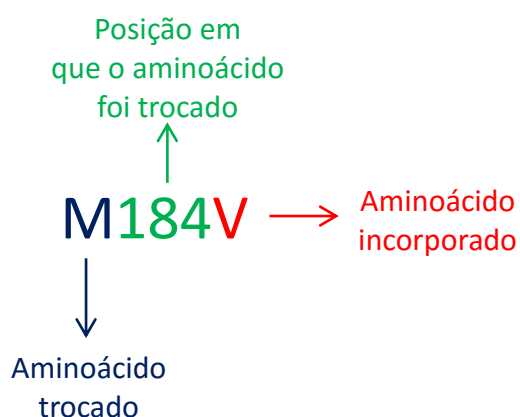 Posição em
que o aminoácido
foi trocado
M184V
Aminoácido
incorporado
Aminoácido
trocado